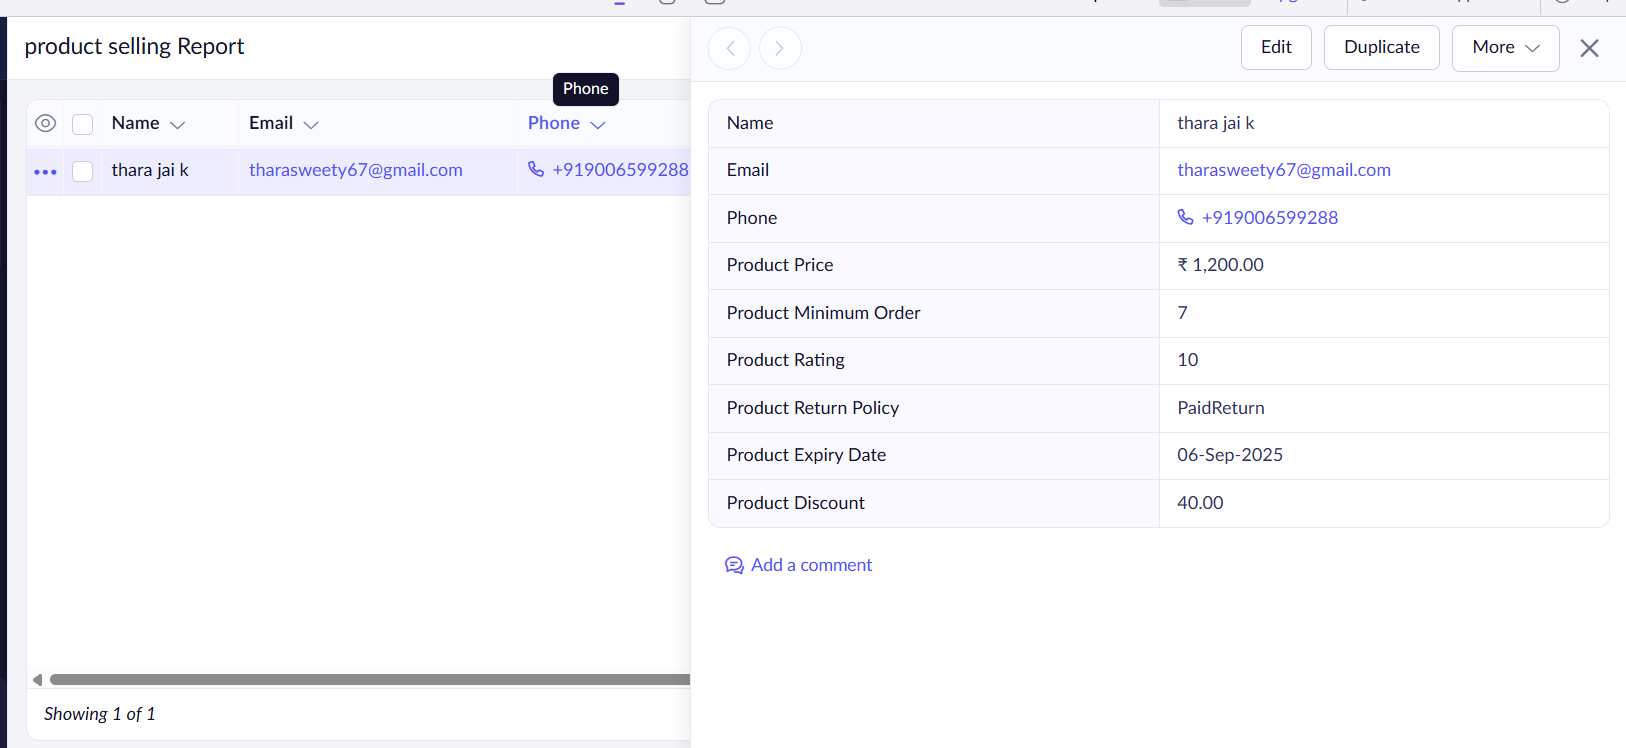 product selling Report
Edit
Duplicate
More
Phone
Name
Email
Phone
thara jai k
tharasweety67@gmail.com
+919006599288
Name
thara jai k
Email
tharasweety67@gmail.com
Phone
+919006599288
Product Price
₹ 1,200.00
Product Minimum Order
7
Product Rating
10
Product Return Policy
PaidReturn
Product Expiry Date
06-Sep-2025
Product Discount
40.00
Add a comment
Showing 1 of 1